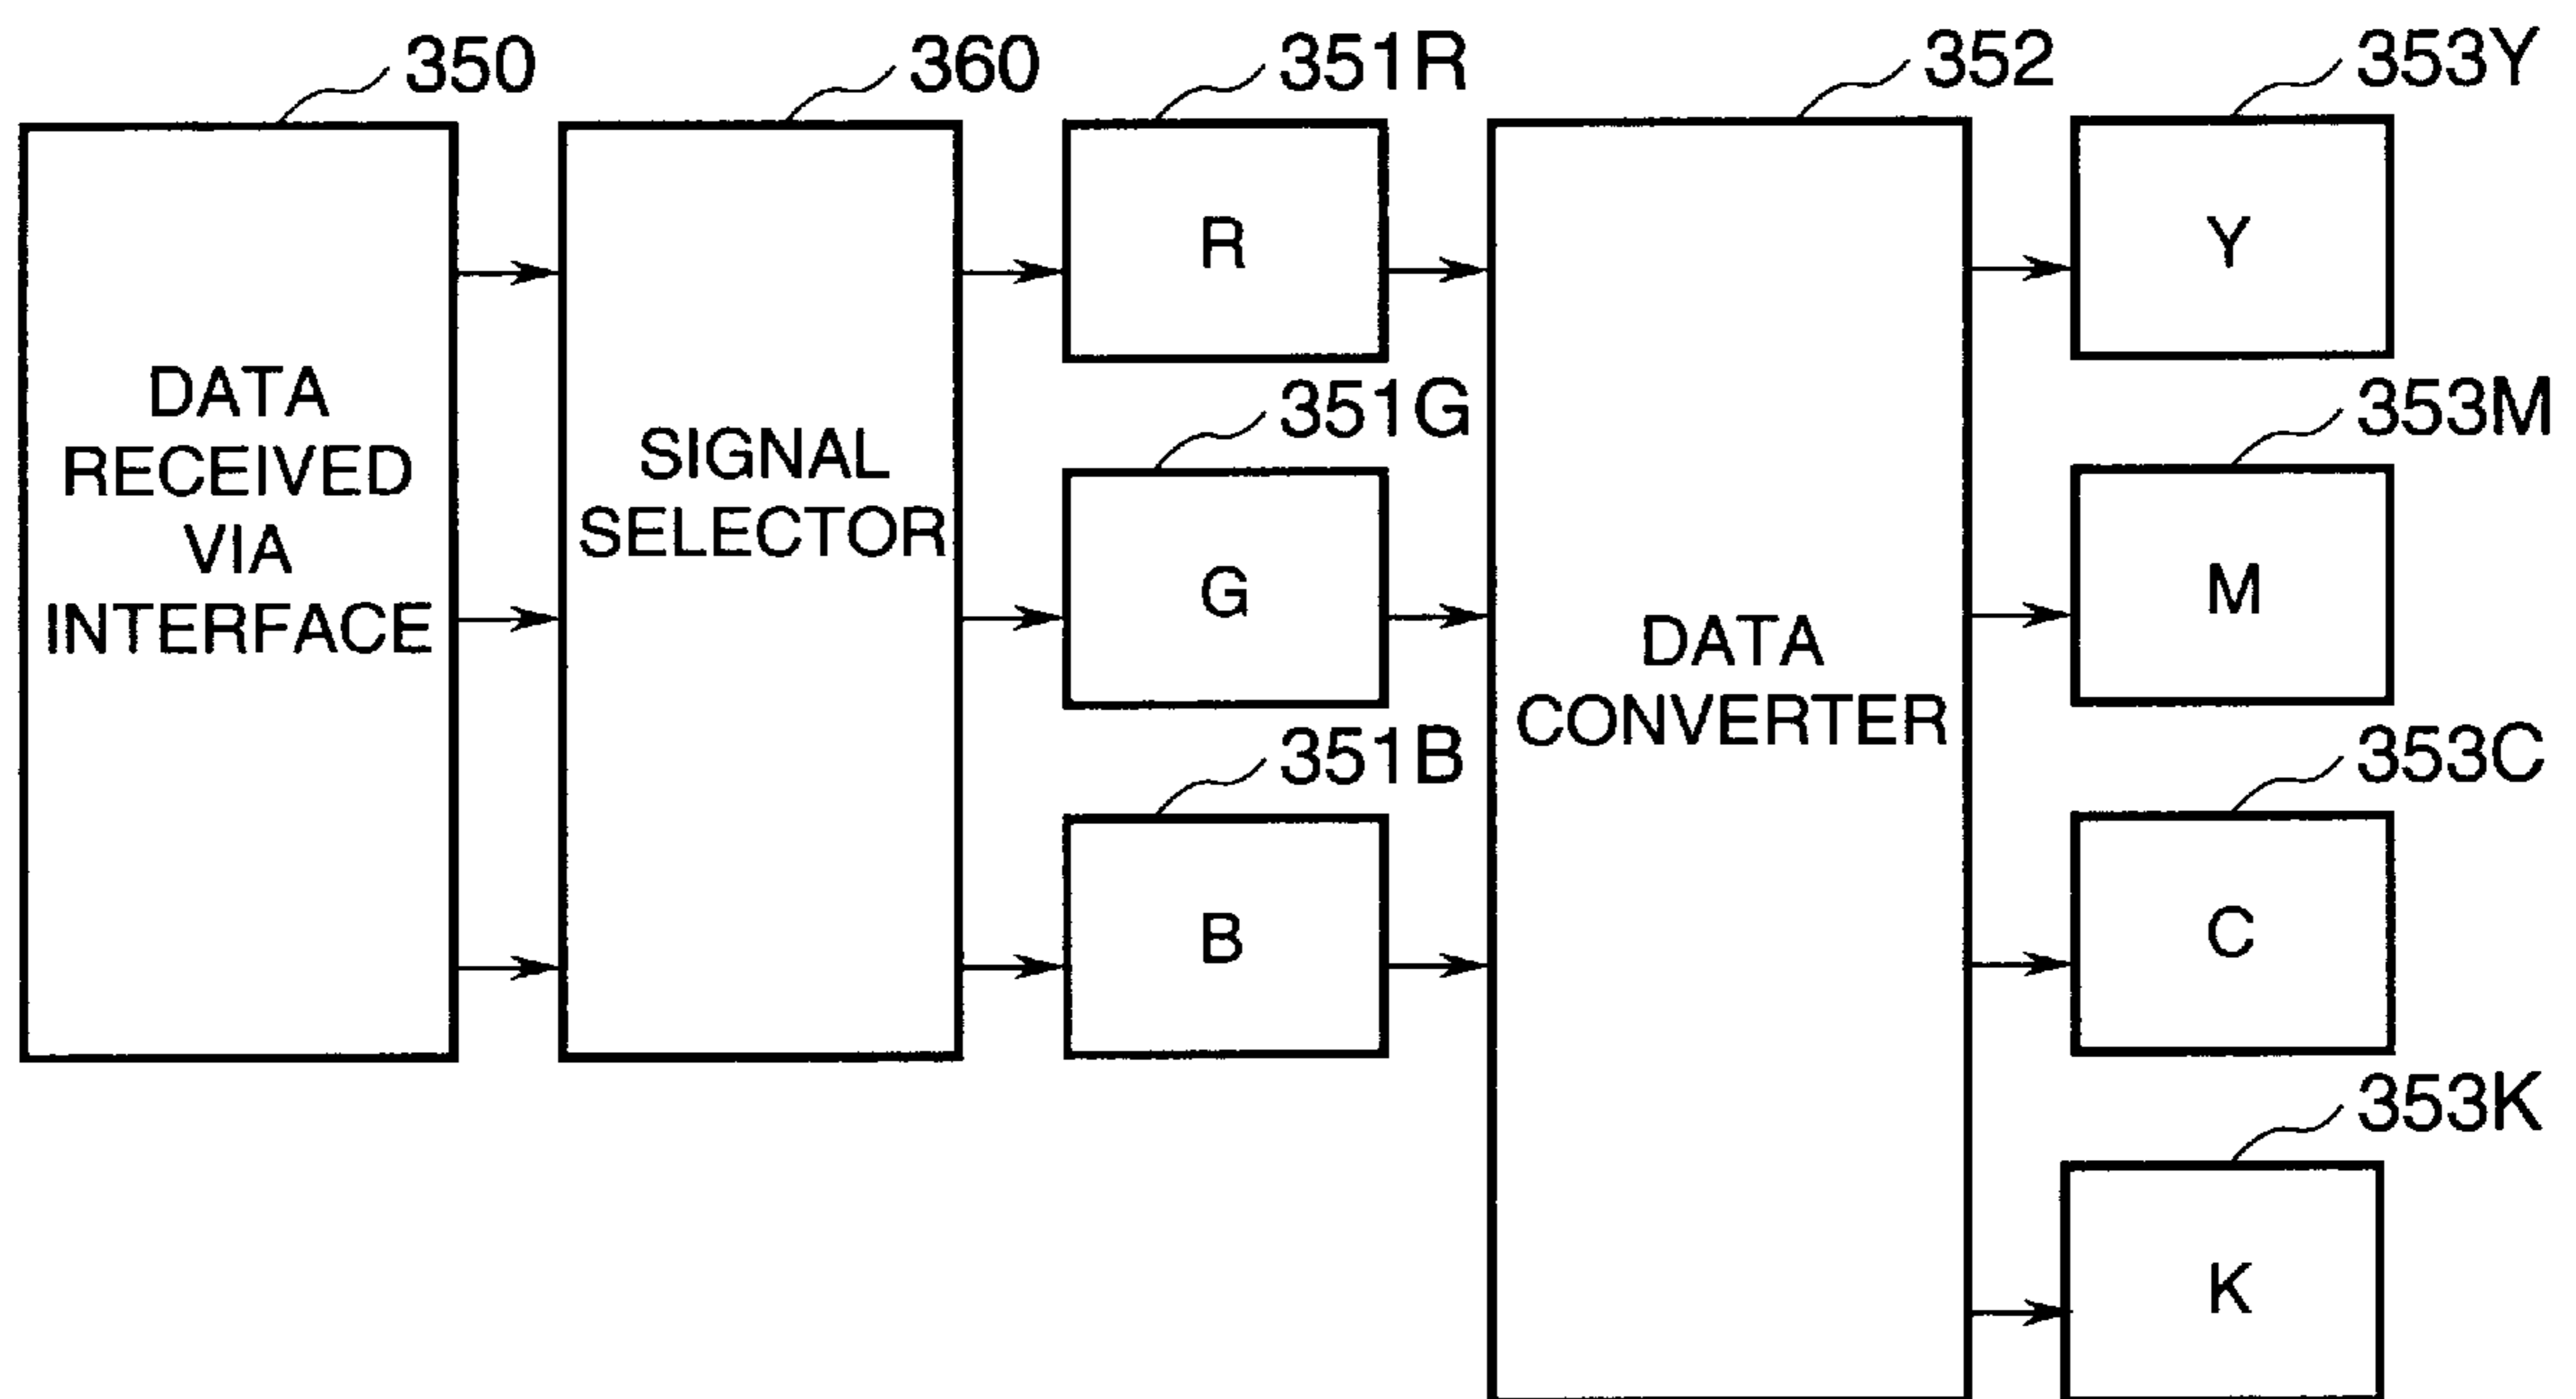 350
360
351R
352
353Y
DATA
RECEIVED
VIA
INTERFACE
SIGNAL
SELECTOR
R
351G
G
351B
B
DATA
CONVERTER
Y
353M
M
353C
C
353K
K